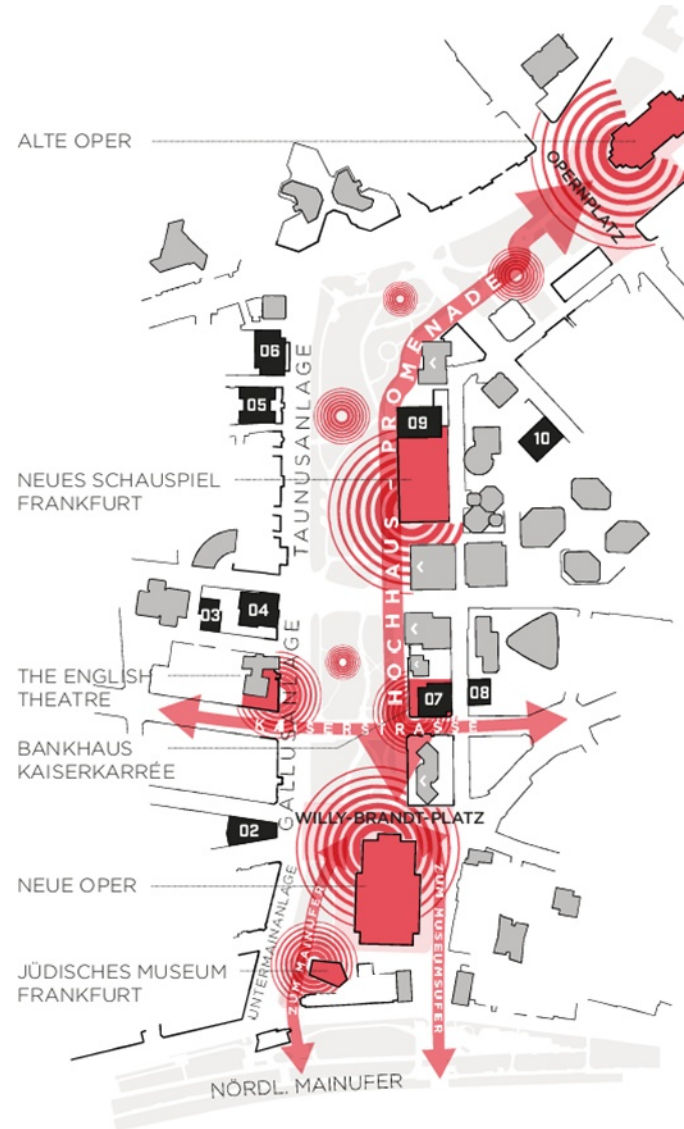 ALTE OPER
OPERNPLATZ
HOCHHAUS – PROMENADE
06
05
TAUNUSANLAGE
09
10
NEUES SCHAUSPIEL
FRANKFURT
03
04
THE ENGLISH
THEATRE
GALLUSANLAGE
07
08
KAISERSTRASSE
BANKHAUS
KAISERKARRÉE
02
WILLY-BRANDT-PLATZ
NEUE OPER
UNTERMAINANLAGE
ZUM MAINUFER
ZUM MUSEUMSUFER
JÜDISCHES MUSEUM
FRANKFURT
NÖRDL. MAINUFER